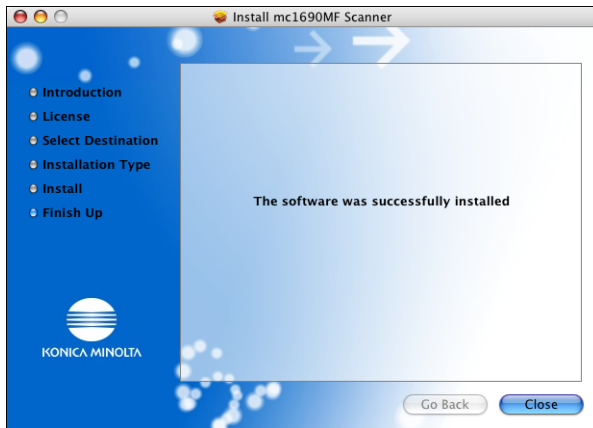 Install mc1690MF Scanner
Introduction
License
Select Destination
Installation Type
Install
Finish Up
The software was successfully installed
KONICA MINOLTA
Go Back
Close